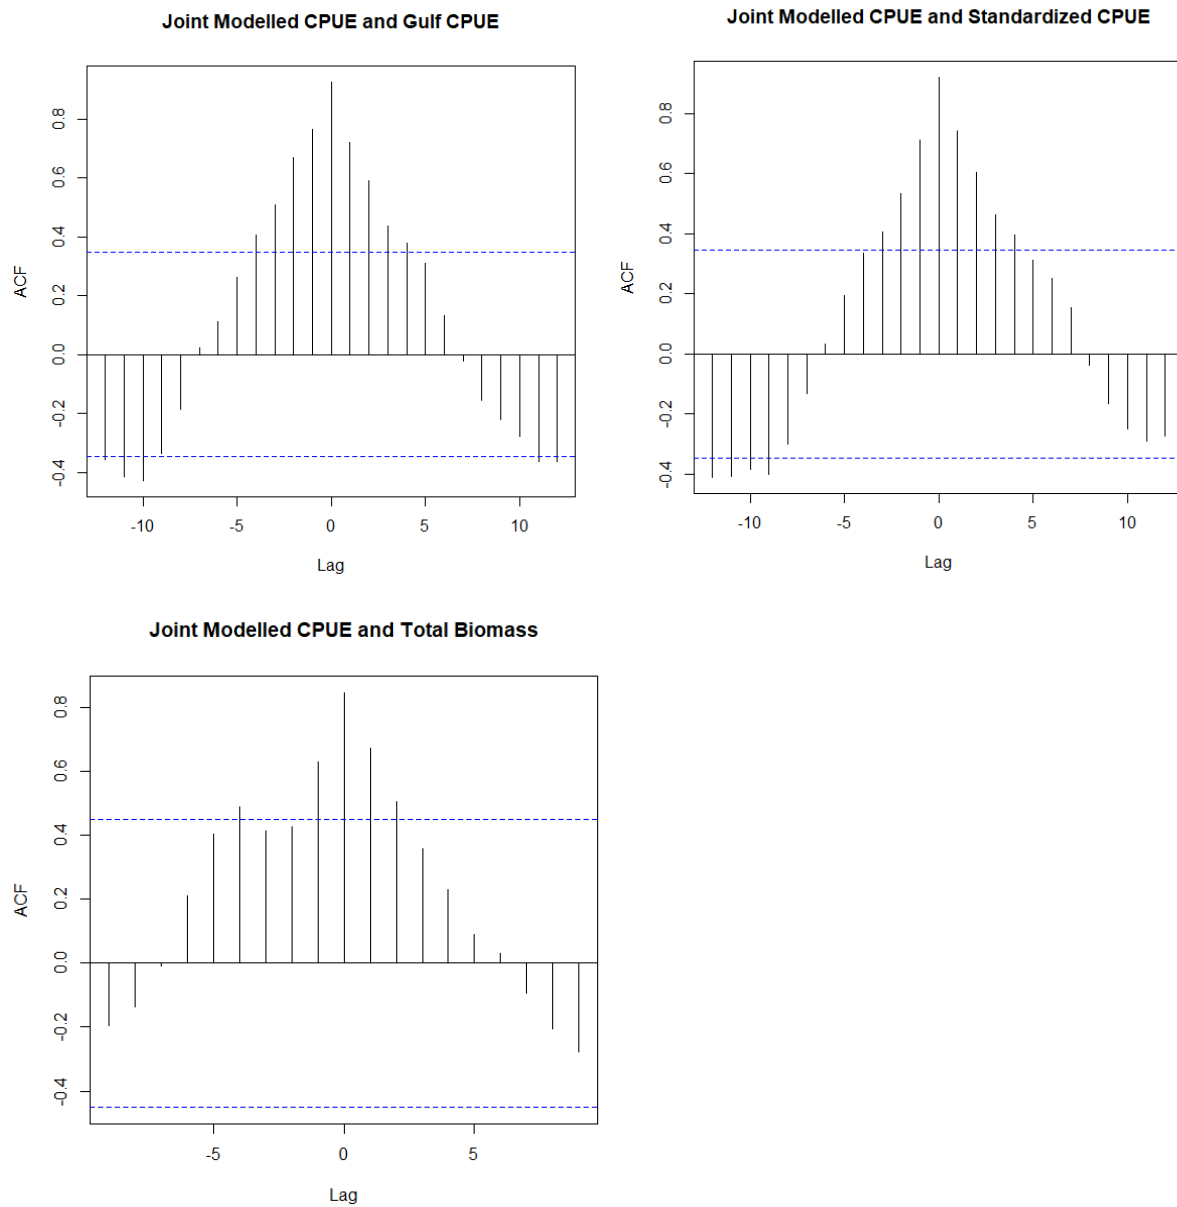 Joint Modelled CPUE and Gulf CPUE
ACF
0.8
0.6
0.4
0.2
0.0
-0.2
-0.4
-10 -5 0 5 10
Lag
Joint Modelled CPUE and Standardized CPUE
ACF
0.8
0.6
0.4
0.2
0.0
-0.2
-0.4
-10 -5 0 5 10
Lag
Joint Modelled CPUE and Total Biomass
ACF
0.8
0.6
0.4
0.2
0.0
-0.2
-0.4
-5 0 5
Lag